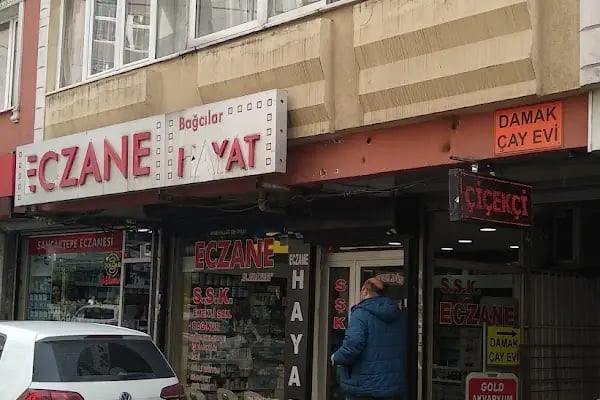 ECZANE
Bağcılar
HAYAT
DAMAK
ÇAY EVİ
ÇİÇEKÇİ
SANCAKTEPE ECZANESİ
ECZANE
S.S.K.
BAĞKUR
ECZANE
HAYA
S.S.K
ECZANE
DAMAK
ÇAY EVİ
GOLD
AKVARYUM